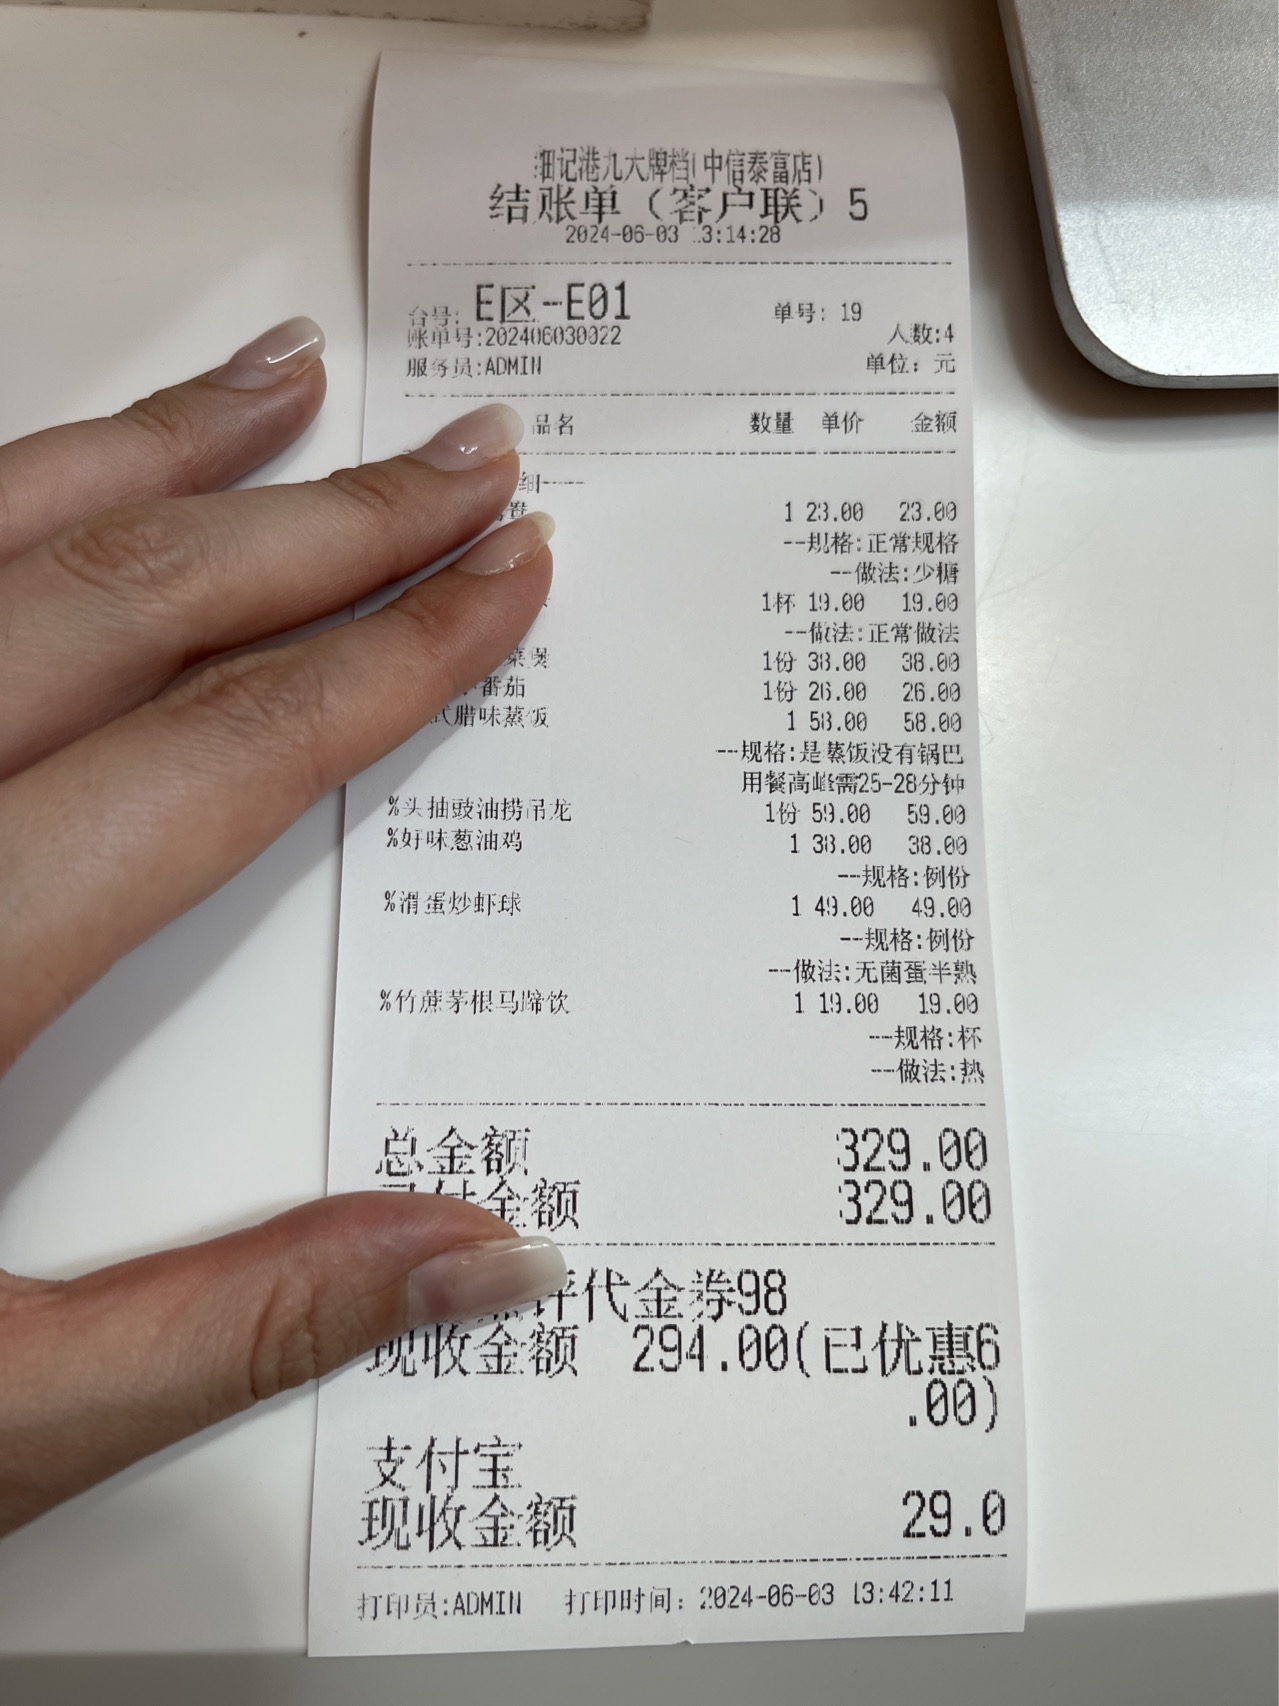 细记港九大牌档(中信泰富店)
结账单（客户联）5
2024-06-03 13:14:28
台号: E区-E01 单号: 19
账单号:202406030022 人数:4
服务员:ADMIN 单位: 元
品名 数量 单价 金额
细-----
1 23.00 23.00
--规格:正常规格
--做法:少糖
1杯 19.00 19.00
--做法:正常做法
菜煲 1份 38.00 38.00
番茄 1份 26.00 26.00
式腊味蒸饭 1 58.00 58.00
--规格:是蒸饭没有锅巴
用餐高峰需25-28分钟
%头抽豉油捞吊龙 1份 59.00 59.00
%好味葱油鸡 1 38.00 38.00
--规格:例份
%滑蛋炒虾球 1 49.00 49.00
--规格:例份
--做法:无菌蛋半熟
%竹蔗茅根马蹄饮 1 19.00 19.00
--规格:杯
--做法:热
总金额 329.00
付金额 329.00
评代金券98
现收金额 294.00(已优惠6
.00)
支付宝
现收金额 29.0
打印员:ADMIN 打印时间: 2024-06-03 13:42:11